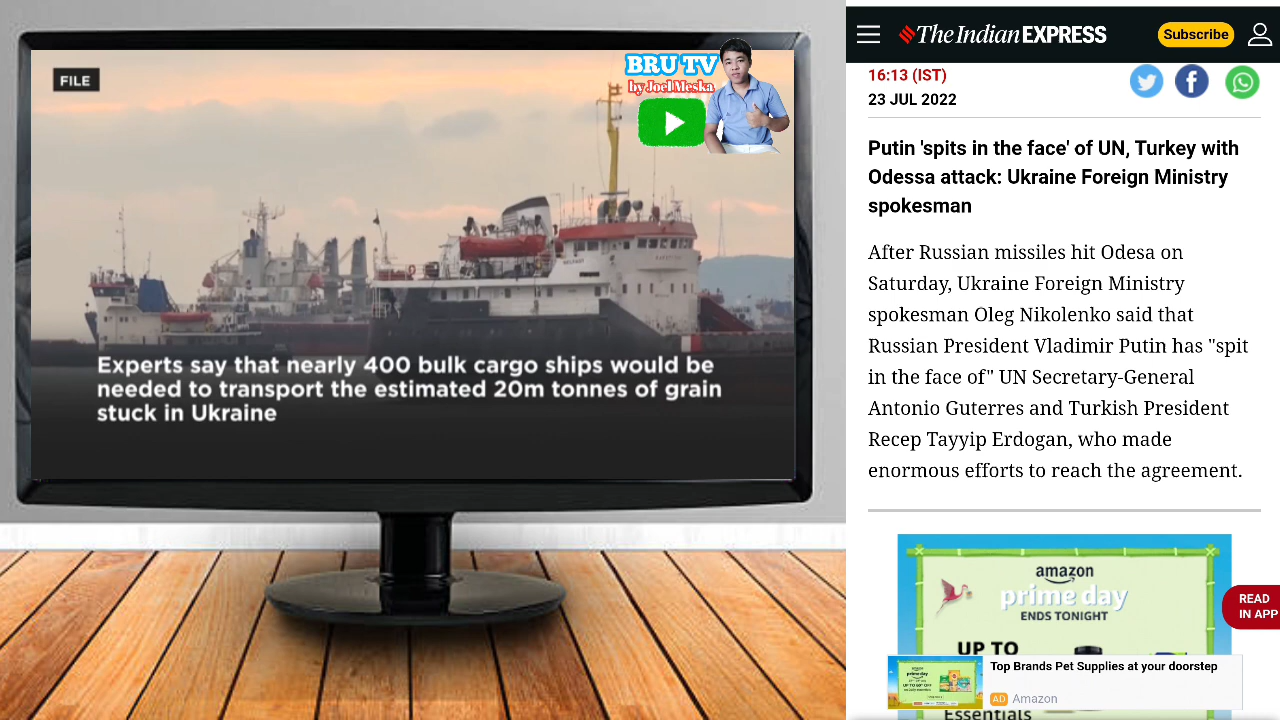 FILE
BRU TV
by Joel Meska
Experts say that nearly 400 bulk cargo ships would be
needed to transport the estimated 20m tonnes of grain
stuck in Ukraine
The Indian EXPRESS
Subscribe
16:13 (IST)
23 JUL 2022
Putin 'spits in the face' of UN, Turkey with
Odessa attack: Ukraine Foreign Ministry
spokesman
After Russian missiles hit Odesa on
Saturday, Ukraine Foreign Ministry
spokesman Oleg Nikolenko said that
Russian President Vladimir Putin has "spit
in the face of" UN Secretary-General
Antonio Guterres and Turkish President
Recep Tayyip Erdogan, who made
enormous efforts to reach the agreement.
amazon
prime day
ENDS TONIGHT
READ
IN APP
UP TO
Top Brands Pet Supplies at your doorstep
AD Amazon
Essentials